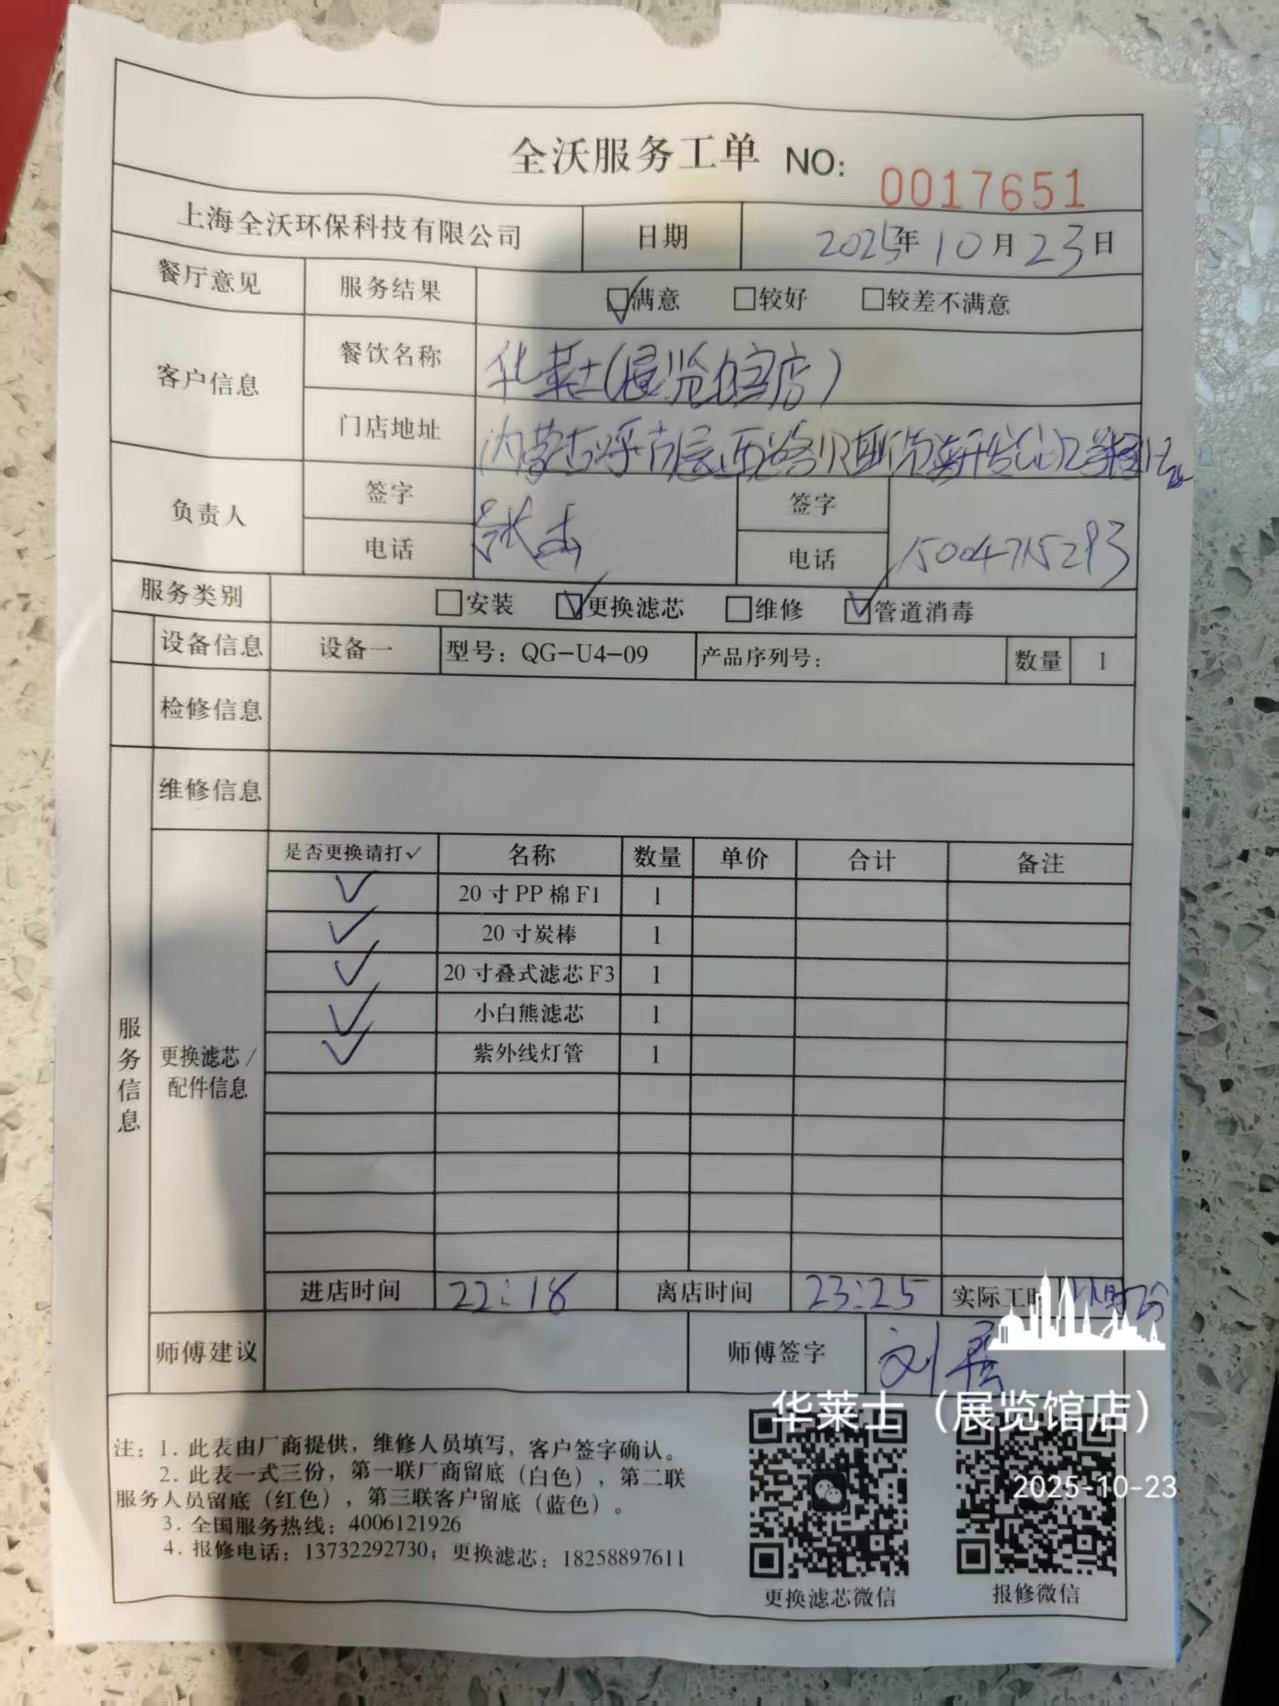 全沃服务工单 NO: 0017651
上海全沃环保科技有限公司 日期 2025年10月23日
餐厅意见 服务结果 ☑满意 □较好 □较差不满意
客户信息 餐饮名称 华莱士(展览馆店)
门店地址 内蒙古呼市展览馆西路
负责人 签字 签字
电话 电话 15004715293
服务类别 □安装 ☑更换滤芯 □维修 ☑管道消毒
设备信息 设备一 型号：QG-U4-09 产品序列号： 数量 1
检修信息
维修信息
服务信息
更换滤芯/配件信息
是否更换请打✓ 名称 数量 单价 合计 备注
✓ 20寸PP棉F1 1
✓ 20寸炭棒 1
✓ 20寸叠式滤芯F3 1
✓ 小白熊滤芯 1
✓ 紫外线灯管 1
进店时间 22:18 离店时间 23:25 实际工时
师傅建议 师傅签字 刘
注：1. 此表由厂商提供，维修人员填写，客户签字确认。
2. 此表一式三份，第一联厂商留底（白色），第二联
服务人员留底（红色），第三联客户留底（蓝色）。
3. 全国服务热线：4006121926
4. 报修电话：13732292730；更换滤芯：18258897611
更换滤芯微信 报修微信
华莱士（展览馆店）
2025-10-23